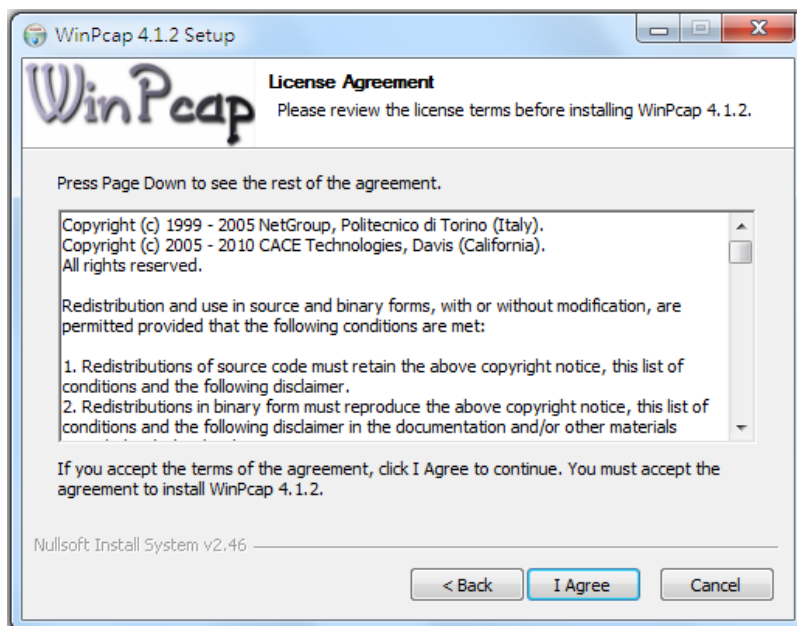 WinPcap 4.1.2 Setup
WinPcap
License Agreement
Please review the license terms before installing WinPcap 4.1.2.
Press Page Down to see the rest of the agreement.
Copyright (c) 1999 - 2005 NetGroup, Politecnico di Torino (Italy).
Copyright (c) 2005 - 2010 CACE Technologies, Davis (California).
All rights reserved.
Redistribution and use in source and binary forms, with or without modification, are
permitted provided that the following conditions are met:
1. Redistributions of source code must retain the above copyright notice, this list of
conditions and the following disclaimer.
2. Redistributions in binary form must reproduce the above copyright notice, this list of
conditions and the following disclaimer in the documentation and/or other materials
If you accept the terms of the agreement, click I Agree to continue. You must accept the
agreement to install WinPcap 4.1.2.
Nullsoft Install System v2.46
< Back
I Agree
Cancel